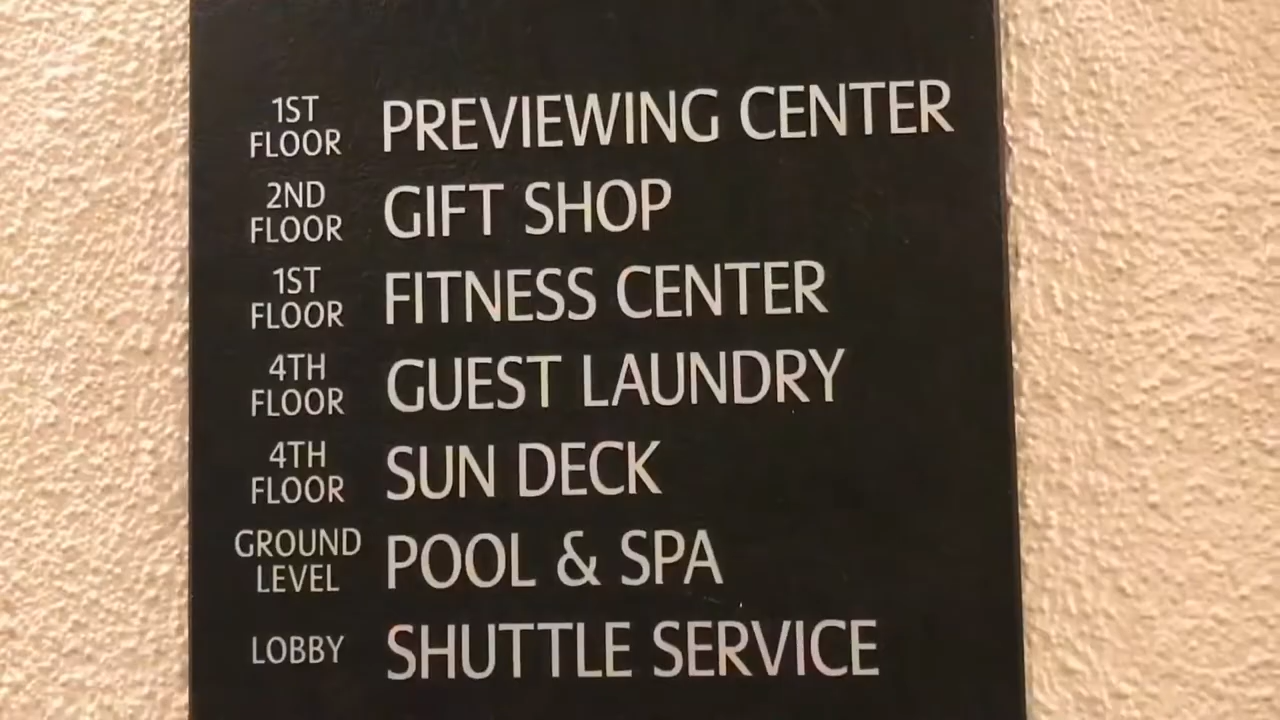 1ST
FLOOR
PREVIEWING CENTER
2ND
FLOOR
GIFT SHOP
1ST
FLOOR
FITNESS CENTER
4TH
FLOOR
GUEST LAUNDRY
4TH
FLOOR
SUN DECK
GROUND
LEVEL
POOL & SPA
LOBBY
SHUTTLE SERVICE